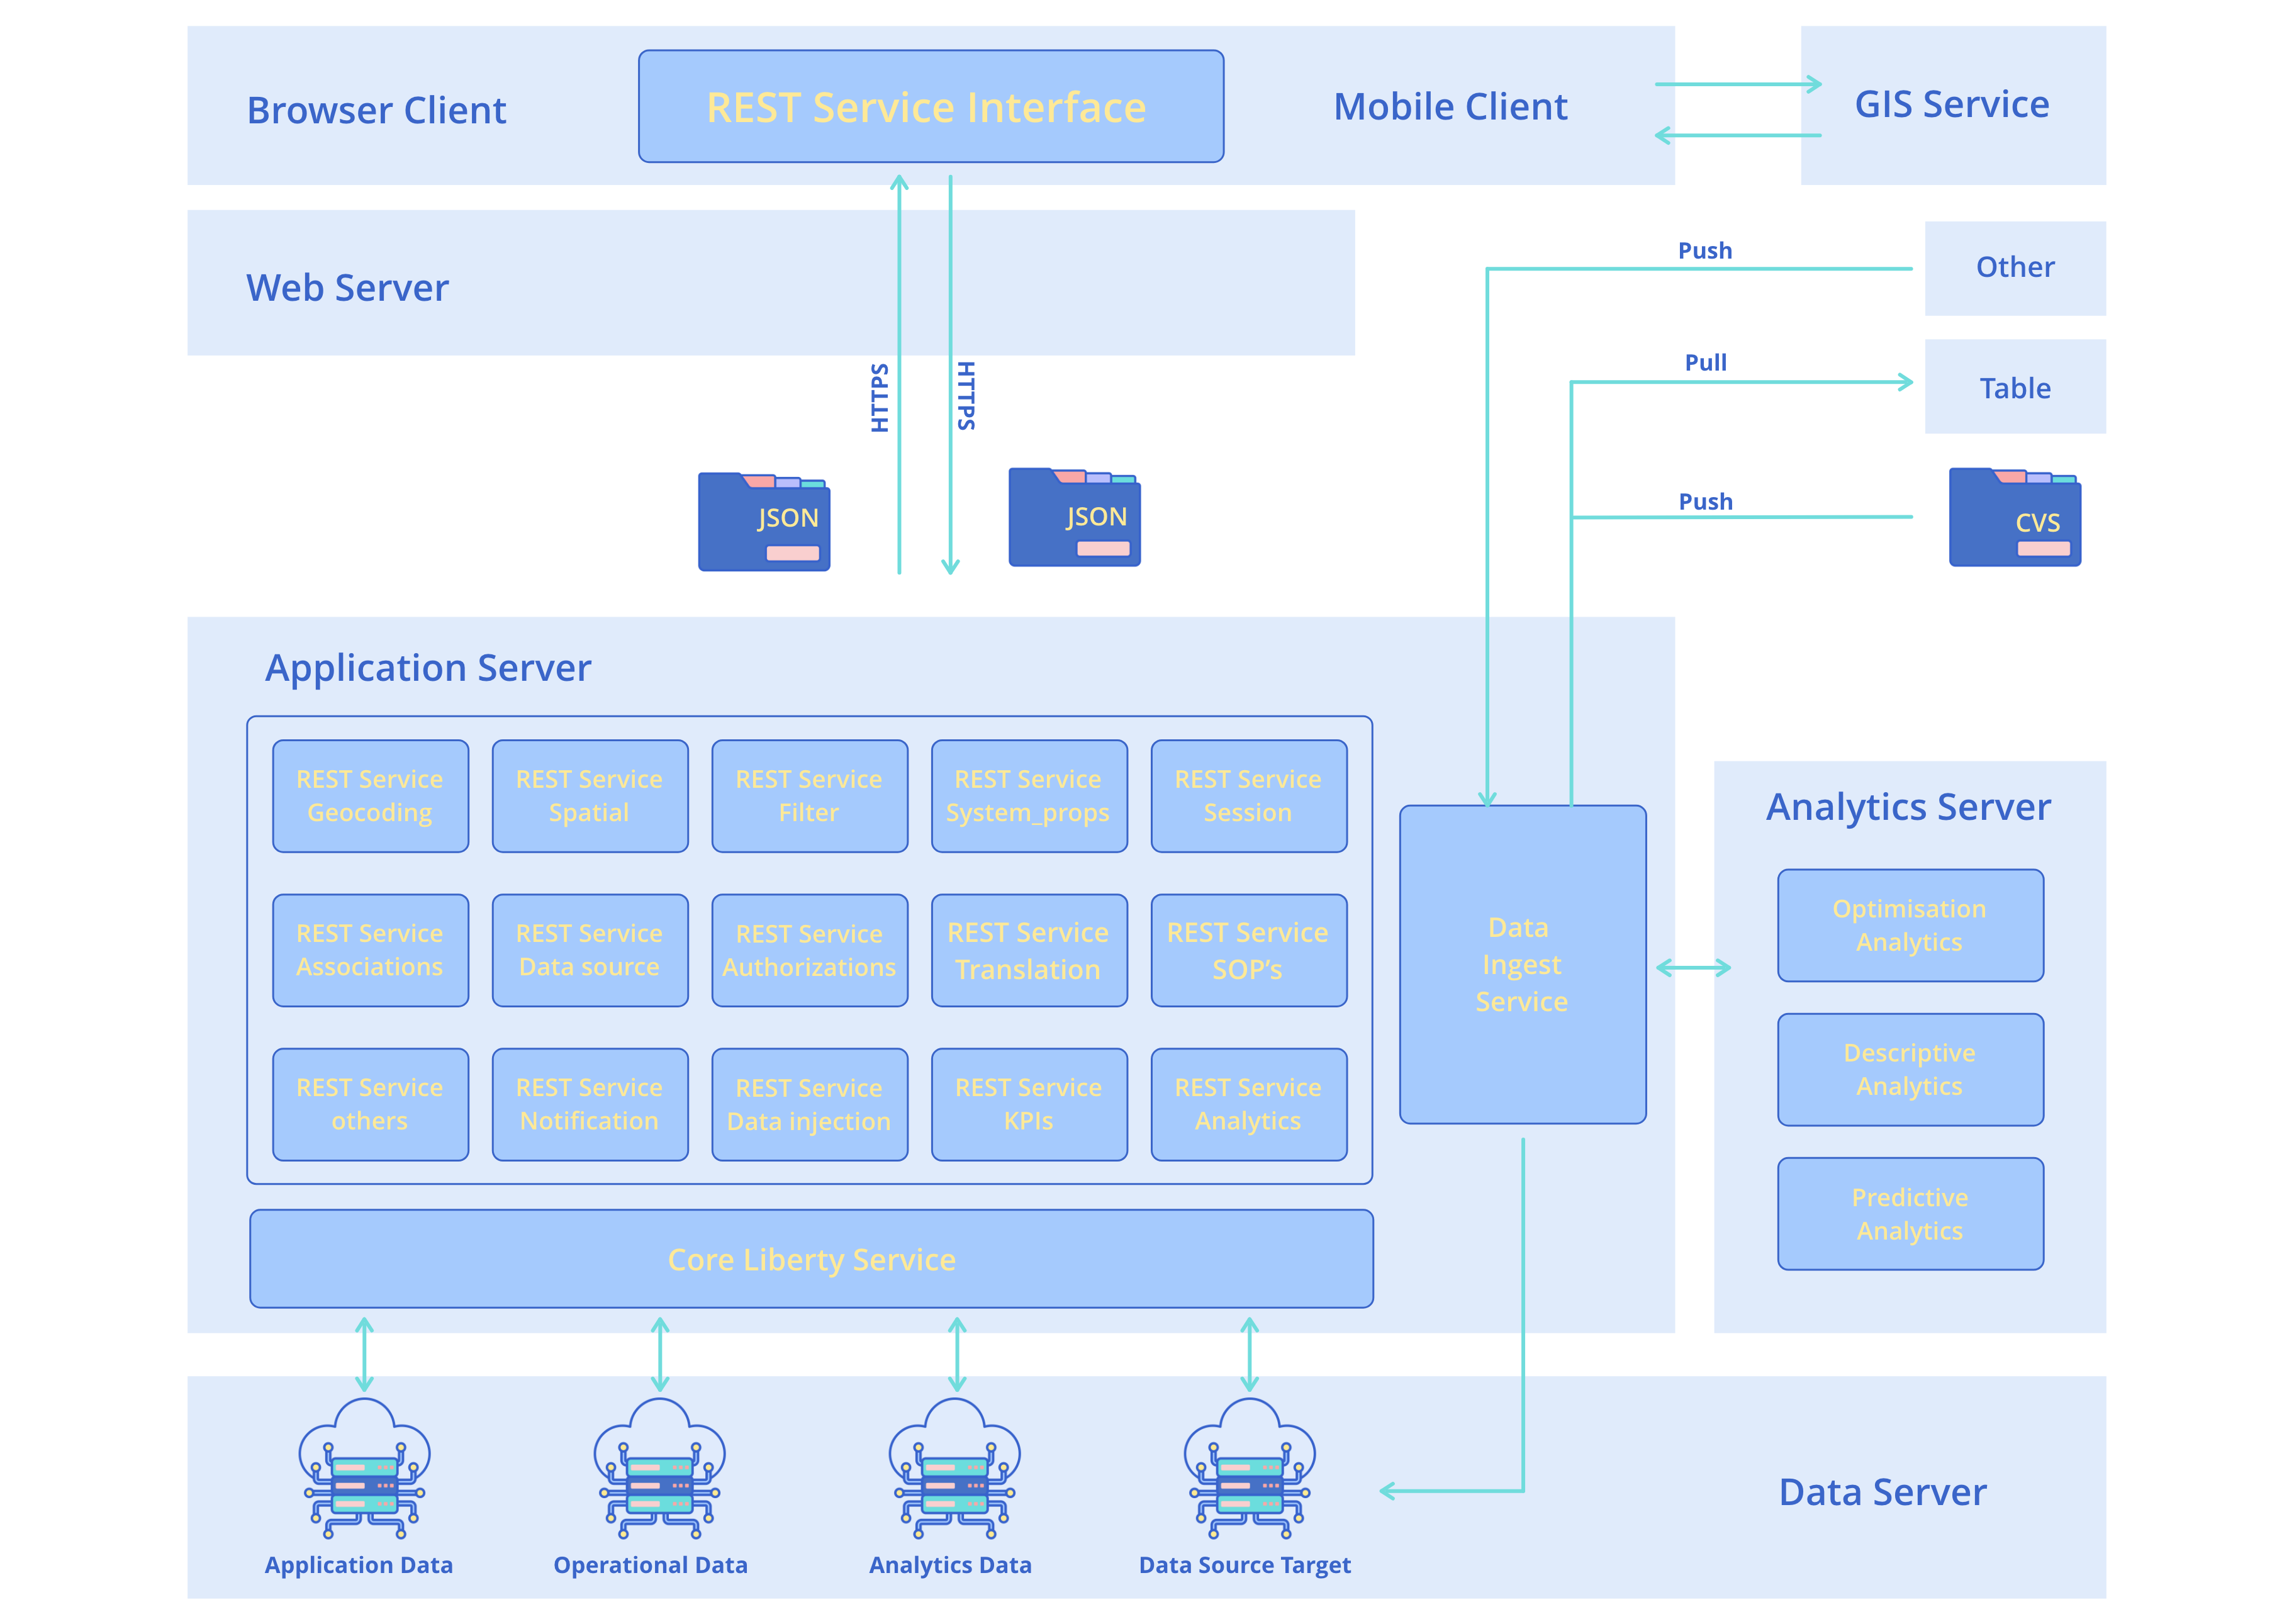 Browser Client
REST Service Interface
Mobile Client
GIS Service
Web Server
Push
Other
Pull
Table
HTTPS
HTTPS
JSON
JSON
Push
CVS
Application Server
REST Service
Geocoding
REST Service
Spatial
REST Service
Filter
REST Service
System_props
REST Service
Session
REST Service
Associations
REST Service
Data source
REST Service
Authorizations
REST Service
Translation
REST Service
SOP's
REST Service
others
REST Service
Notification
REST Service
Data injection
REST Service
KPIs
REST Service
Analytics
Data
Ingest
Service
Analytics Server
Optimisation
Analytics
Descriptive
Analytics
Predictive
Analytics
Core Liberty Service
Application Data
Operational Data
Analytics Data
Data Source Target
Data Server